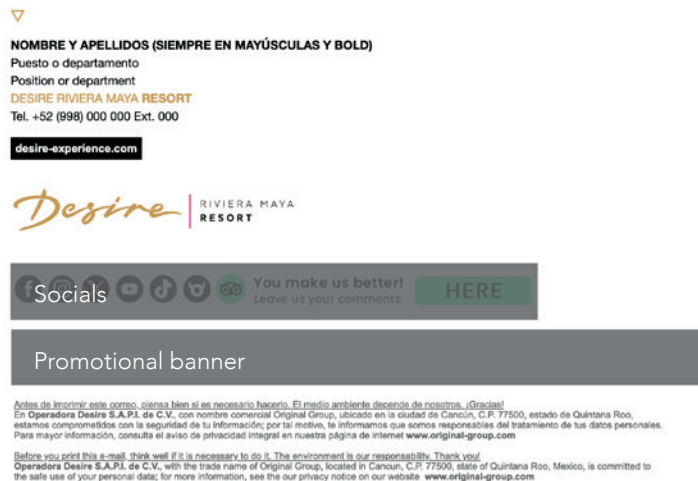 NOMBRE Y APELLIDOS (SIEMPRE EN MAYÚSCULAS Y BOLD)
Puesto o departamento
Position or department
DESIRE RIVIERA MAYA RESORT
Tel. +52 (998) 000 000 Ext. 000
desire-experience.com
Desire RIVIERA MAYA
RESORT
Socials
You make us better!
Leave us your comments
HERE
Promotional banner
Antes de imprimir este correo, piensa bien si es necesario hacerlo. El medio ambiente depende de nosotros. ¡Gracias!
En Operadora Desire S.A.P.I. de C.V., con nombre comercial Original Group, ubicado en la ciudad de Cancún, C.P. 77500, estado de Quintana Roo,
estamos comprometidos con la seguridad de tu información; por tal motivo, te informamos que somos responsables del tratamiento de tus datos personales.
Para mayor información, consulta el aviso de privacidad integral en nuestra página de internet www.original-group.com
Before you print this e-mail, think well if it is necessary to do it. The environment is our responsability. Thank you!
Operadora Desire S.A.P.I. de C.V., with the trade name of Original Group, located in Cancun, C.P. 77500, state of Quintana Roo, Mexico, is committed to
the safe use of your personal data; for more information, see the our privacy notice on our website www.original-group.com